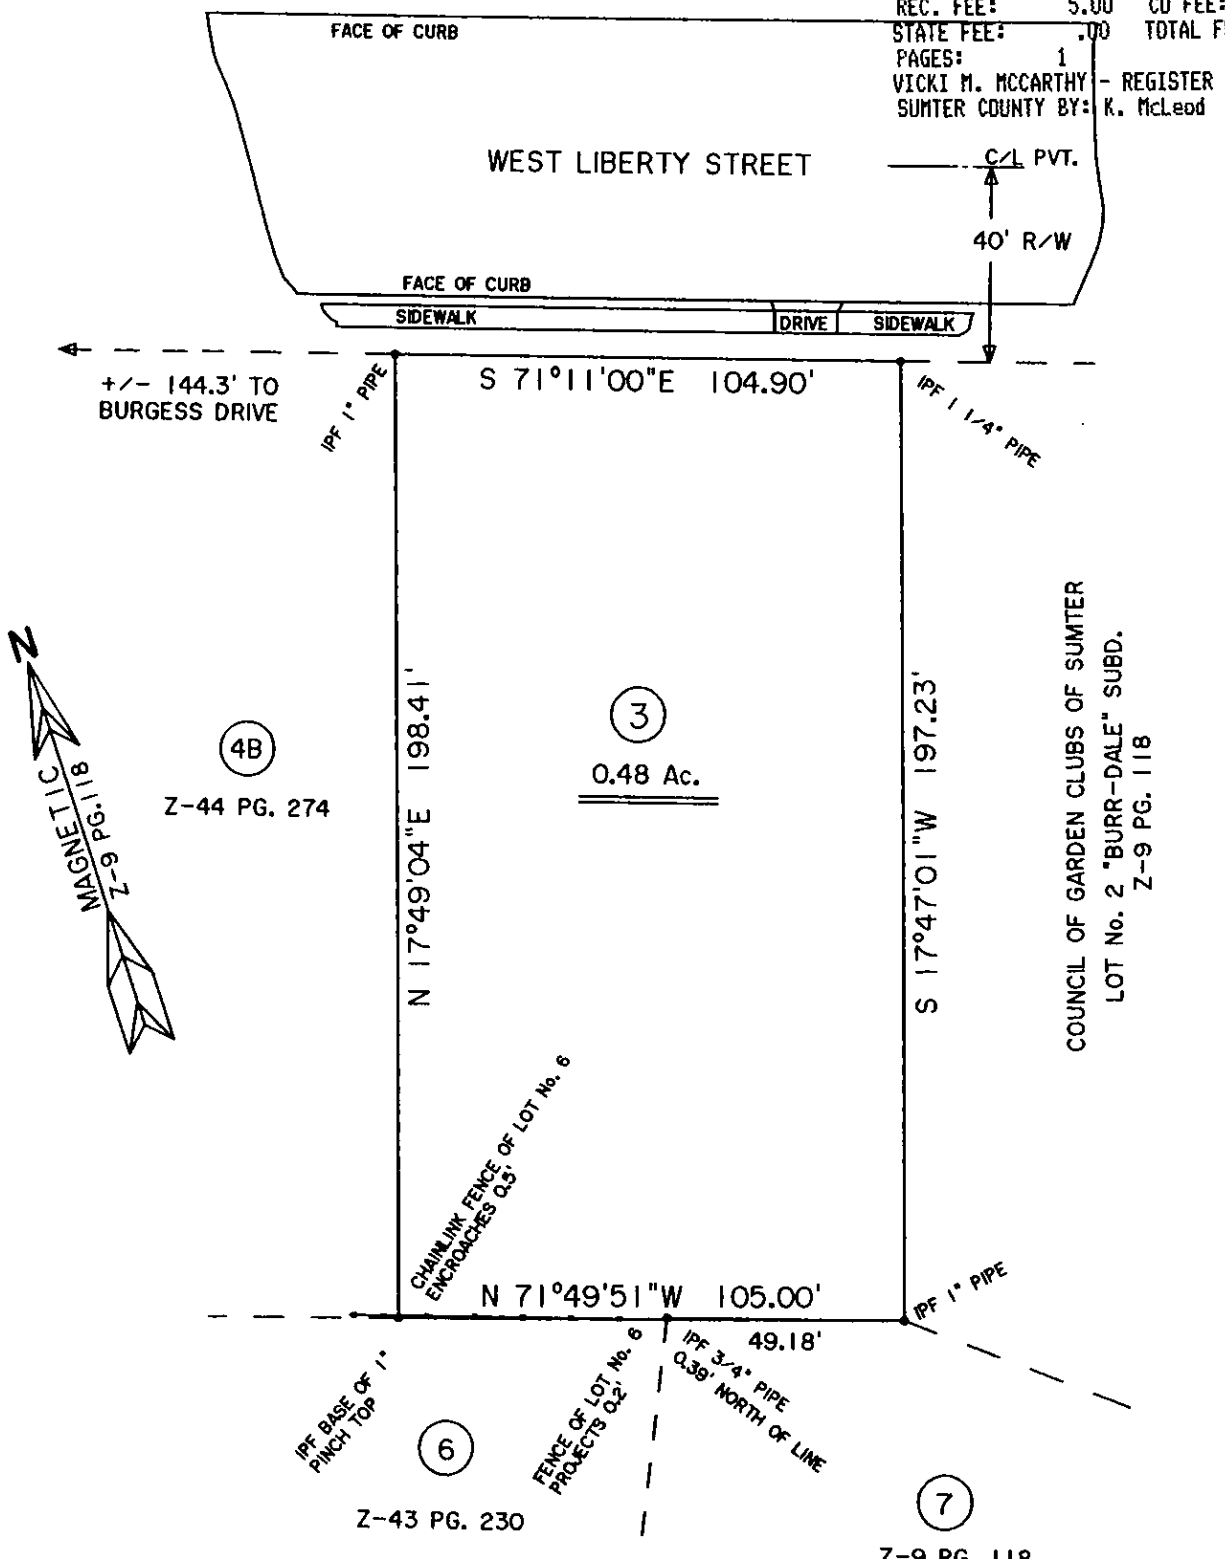 REC. FEE: 5.00 CO FEE:
STATE FEE: .00 TOTAL F
PAGES: 1
VICKI M. MCCARTHY - REGISTER
SUMTER COUNTY BY: K. McLeod
FACE OF CURB
WEST LIBERTY STREET
C/L PVT.
40' R/W
FACE OF CURB
SIDEWALK
DRIVE
SIDEWALK
+/- 144.3' TO
BURGESS DRIVE
IPF 1" PIPE
S 71°11'00"E 104.90'
IPF 1 1/4" PIPE
N
MAGNETIC
Z-9 PG.118
4B
Z-44 PG. 274
N 17°49'04"E 198.41'
3
0.48 Ac.
S 17°47'01"W 197.23'
COUNCIL OF GARDEN CLUBS OF SUMTER
LOT No. 2 "BURR-DALE" SUBD.
Z-9 PG. 118
CHAINLINK FENCE OF LOT No. 6
ENCROACHES 0.5'
N 71°49'51"W 105.00'
49.18'
IPF 1" PIPE
IPF BASE OF 1"
PINCH TOP
FENCE OF LOT No. 6
PROJECTS 0.2'
IPF 3/4" PIPE
0.39' NORTH OF LINE
6
Z-43 PG. 230
7
Z-9 PG. 118